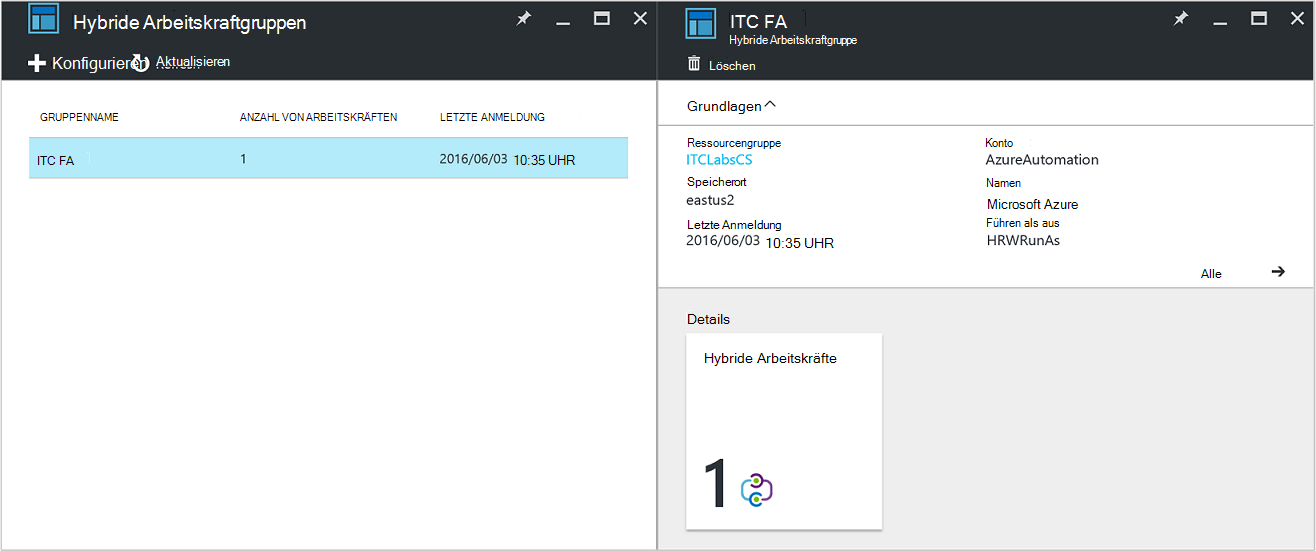 Hybride Arbeitskraftgruppen
Konfigurieren Aktualisieren
GRUPPENNAME ANZAHL VON ARBEITSKRÄFTEN LETZTE ANMELDUNG
ITC FA 1 2016/06/03 10:35 UHR
ITC FA
Hybride Arbeitskraftgruppe
Löschen
Grundlagen
Ressourcengruppe Konto
ITCLabsCS AzureAutomation
Speicherort Namen
eastus2 Microsoft Azure
Letzte Anmeldung Führen als aus
2016/06/03 10:35 UHR HRWRunAs
Alle
Details
Hybride Arbeitskräfte
1